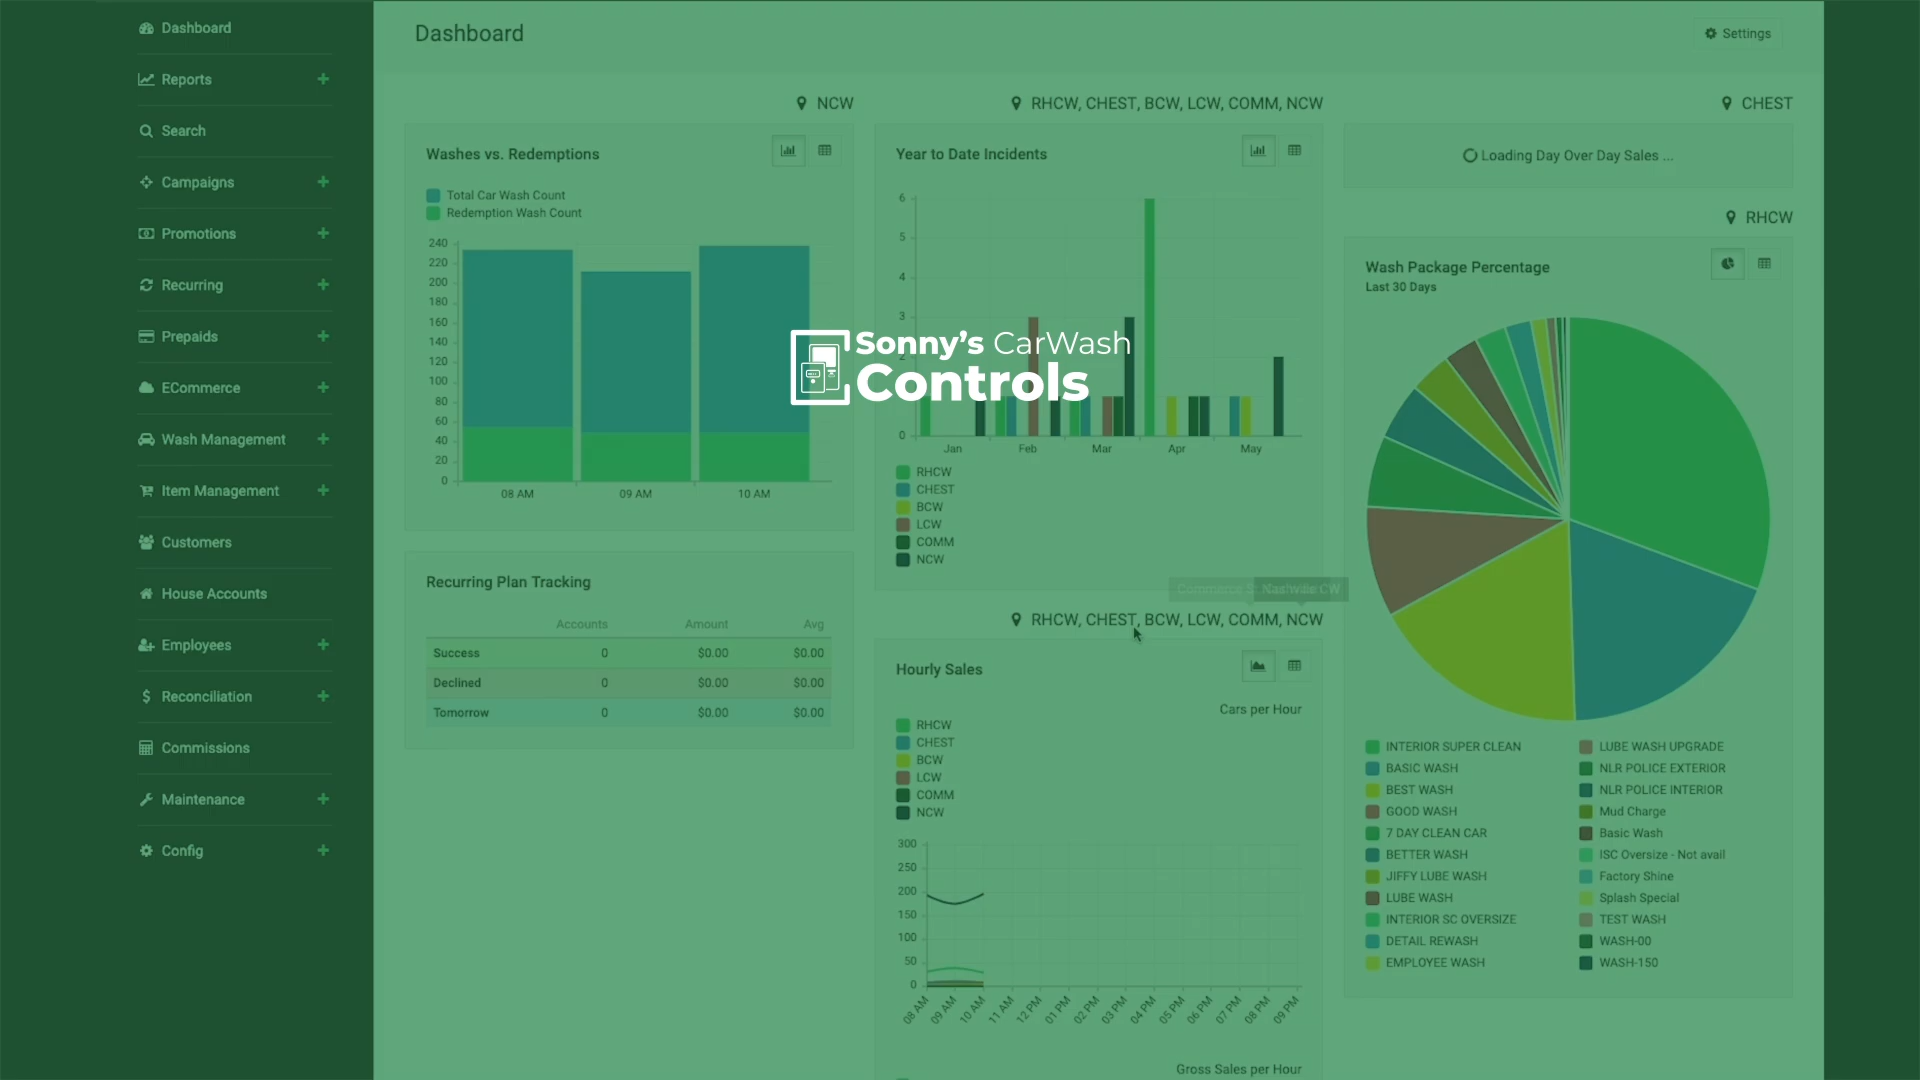 Dashboard
Reports
Search
Campaigns
Promotions
Recurring
Prepaids
ECommerce
Wash Management
Item Management
Customers
House Accounts
Employees
Reconciliation
Commissions
Maintenance
Config
Dashboard
Settings
NCW
Washes vs. Redemptions
Total Car Wash Count
Redemption Wash Count
240
220
200
180
160
140
120
100
80
60
40
20
0
08 AM 09 AM 10 AM
Recurring Plan Tracking
Accounts Amount Avg
Success 0 $0.00 $0.00
Declined 0 $0.00 $0.00
Tomorrow 0 $0.00 $0.00
RHCW, CHEST, BCW, LCW, COMM, NCW
Year to Date Incidents
6
5
4
3
2
0
Jan Feb Mar Apr May
RHCW
CHEST
BCW
LCW
COMM
NCW
Sonny's CarWash
Controls
Commerce S
Nashville CW
RHCW, CHEST, BCW, LCW, COMM, NCW
Hourly Sales
Cars per Hour
RHCW
CHEST
BCW
LCW
COMM
NCW
300
250
200
150
100
50
0
08 AM 09 AM 10 AM 11 AM 12 PM 01 PM 02 PM 03 PM 04 PM 05 PM 06 PM 07 PM 08 PM 09 PM
Gross Sales per Hour
CHEST
Loading Day Over Day Sales ...
RHCW
Wash Package Percentage
Last 30 Days
INTERIOR SUPER CLEAN
BASIC WASH
BEST WASH
GOOD WASH
7 DAY CLEAN CAR
BETTER WASH
JIFFY LUBE WASH
LUBE WASH
INTERIOR SC OVERSIZE
DETAIL REWASH
EMPLOYEE WASH
LUBE WASH UPGRADE
NLR POLICE EXTERIOR
NLR POLICE INTERIOR
Mud Charge
Basic Wash
ISC Oversize - Not avail
Factory Shine
Splash Special
TEST WASH
WASH-00
WASH-150